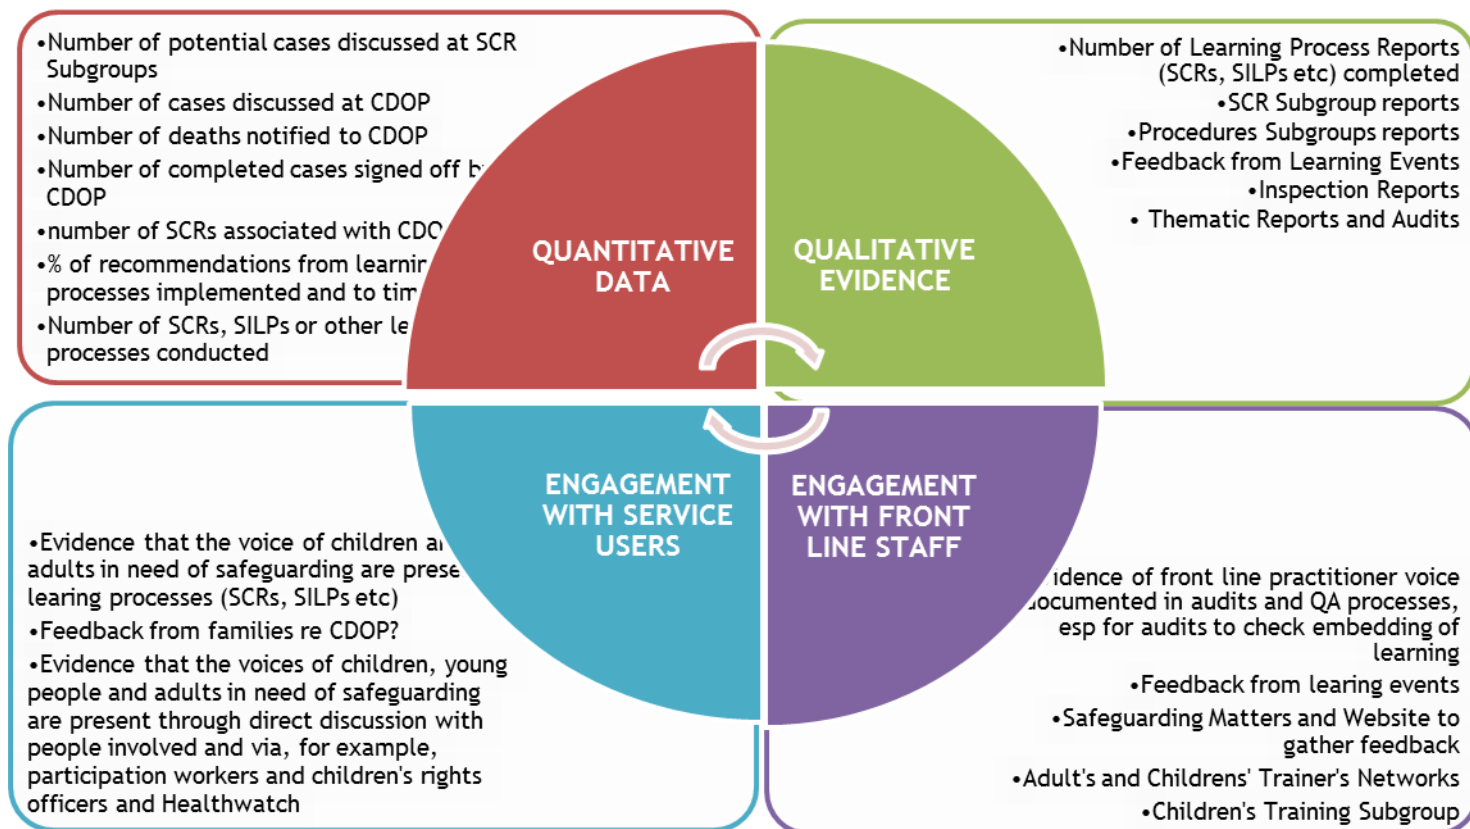 •Number of potential cases discussed at SCR
Subgroups
•Number of cases discussed at CDOP
•Number of deaths notified to CDOP
•Number of completed cases signed off
CDOP
•number of SCRs associated with
•% of recommendations from
processes implemented and to
•Number of SCRs, SILPs or other
processes conducted
QUANTITATIVE
DATA
•Number of Learning Process Reports
(SCRs, SILPs etc) completed
•SCR Subgroup reports
•Procedures Subgroups reports
•Feedback from Learning Events
•Inspection Reports
• Thematic Reports and Audits
QUALITATIVE
EVIDENCE
ENGAGEMENT
WITH SERVICE
USERS
•Evidence that the voice of children
adults in need of safeguarding are
learing processes (SCRs, SILPs etc)
•Feedback from families re CDOP?
•Evidence that the voices of children, young
people and adults in need of safeguarding
are present through direct discussion with
people involved and via, for example,
participation workers and children's rights
officers and Healthwatch
ENGAGEMENT
WITH FRONT
LINE STAFF
of front line practitioner voice
in audits and QA processes,
esp for audits to check embedding of
learning
•Feedback from learing events
•Safeguarding Matters and Website to
gather feedback
•Adult's and Childrens' Trainer's Networks
•Children's Training Subgroup